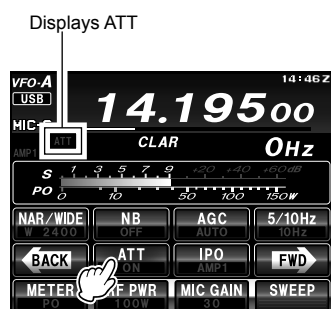 Displays ATT
VFO-A 14:46Z
USB 14.19500
MIC
ATT
AMP1 CLAR 0Hz
S 1 3 5 7 9 +20 +40 +60dB
PO 0 10 50 100 150W
NAR/WIDE NB AGC 5/10Hz
W 2400 OFF AUTO 10Hz
BACK ATT IPO FWD
ON AMP1
METER RF PWR MIC GAIN SWEEP
PO 100W 30